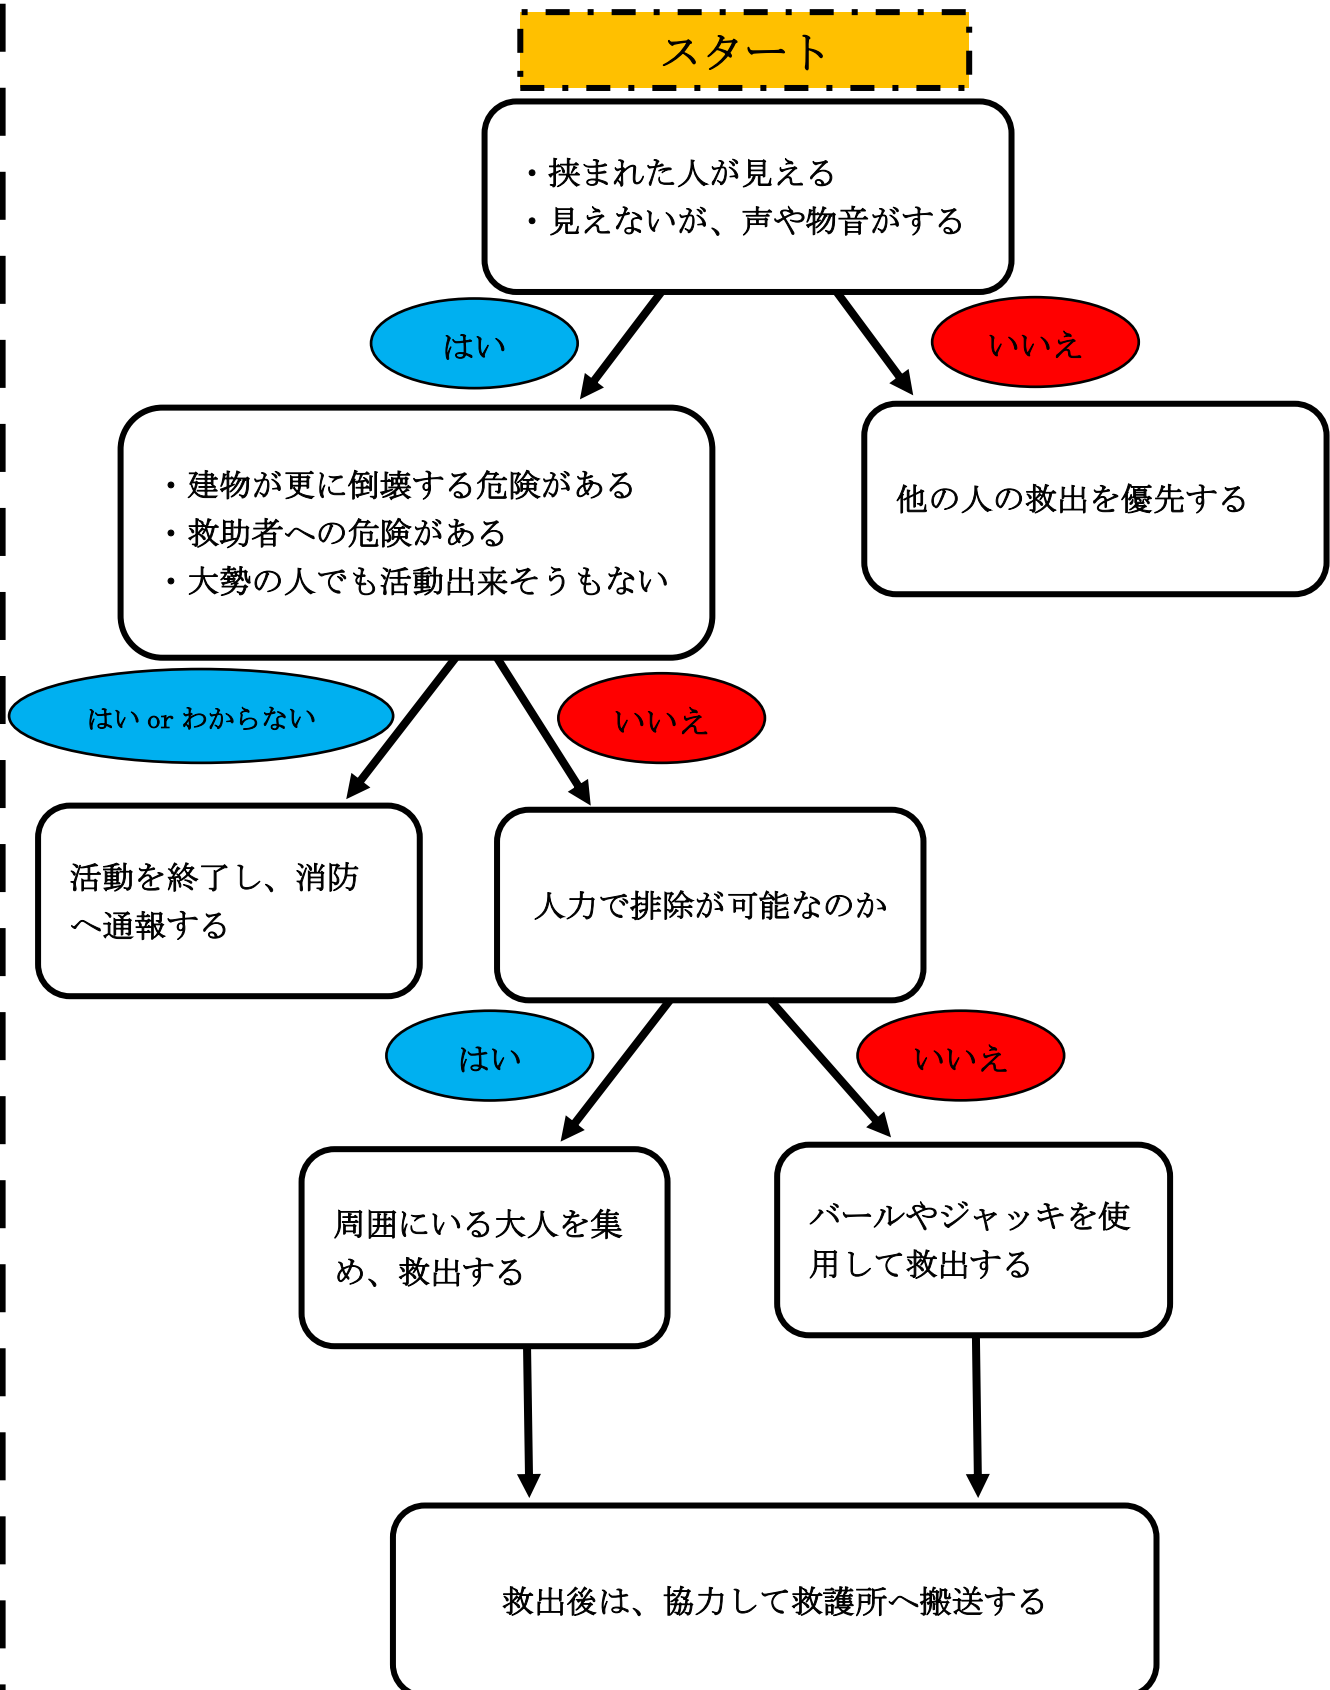 スタート
・挟まれた人が見える
・見えないが、声や物音がする
はい
いいえ
・建物が更に倒壊する危険がある
・救助者への危険がある
・大勢の人でも活動出来そうもない
他の人の救出を優先する
はい or わからない
いいえ
活動を終了し、消防
へ通報する
人力で排除が可能なのか
はい
いいえ
周囲にいる大人を集
め、救出する
バールやジャッキを使
用して救出する
救出後は、協力して救護所へ搬送する